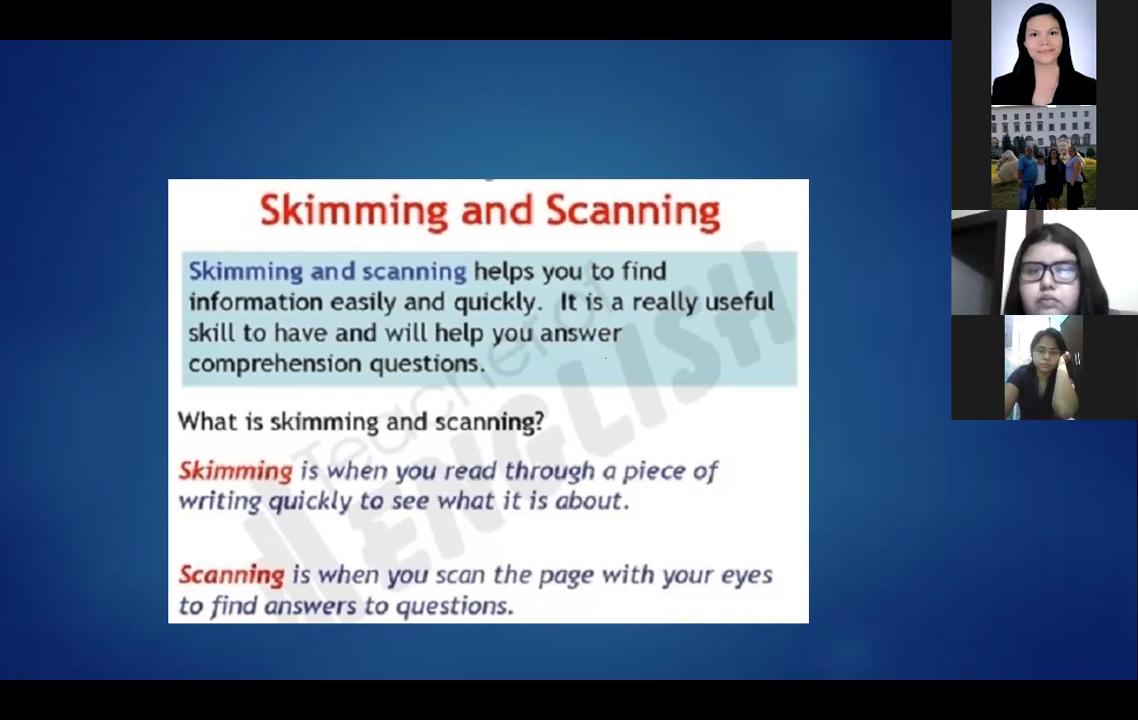 Skimming and Scanning
Skimming and scanning helps you to find
information easily and quickly. It is a really useful
skill to have and will help you answer
comprehension questions.
What is skimming and scanning?
Skimming is when you read through a piece of
writing quickly to see what it is about.
Scanning is when you scan the page with your eyes
to find answers to questions.
Teacher of
ENGLISH